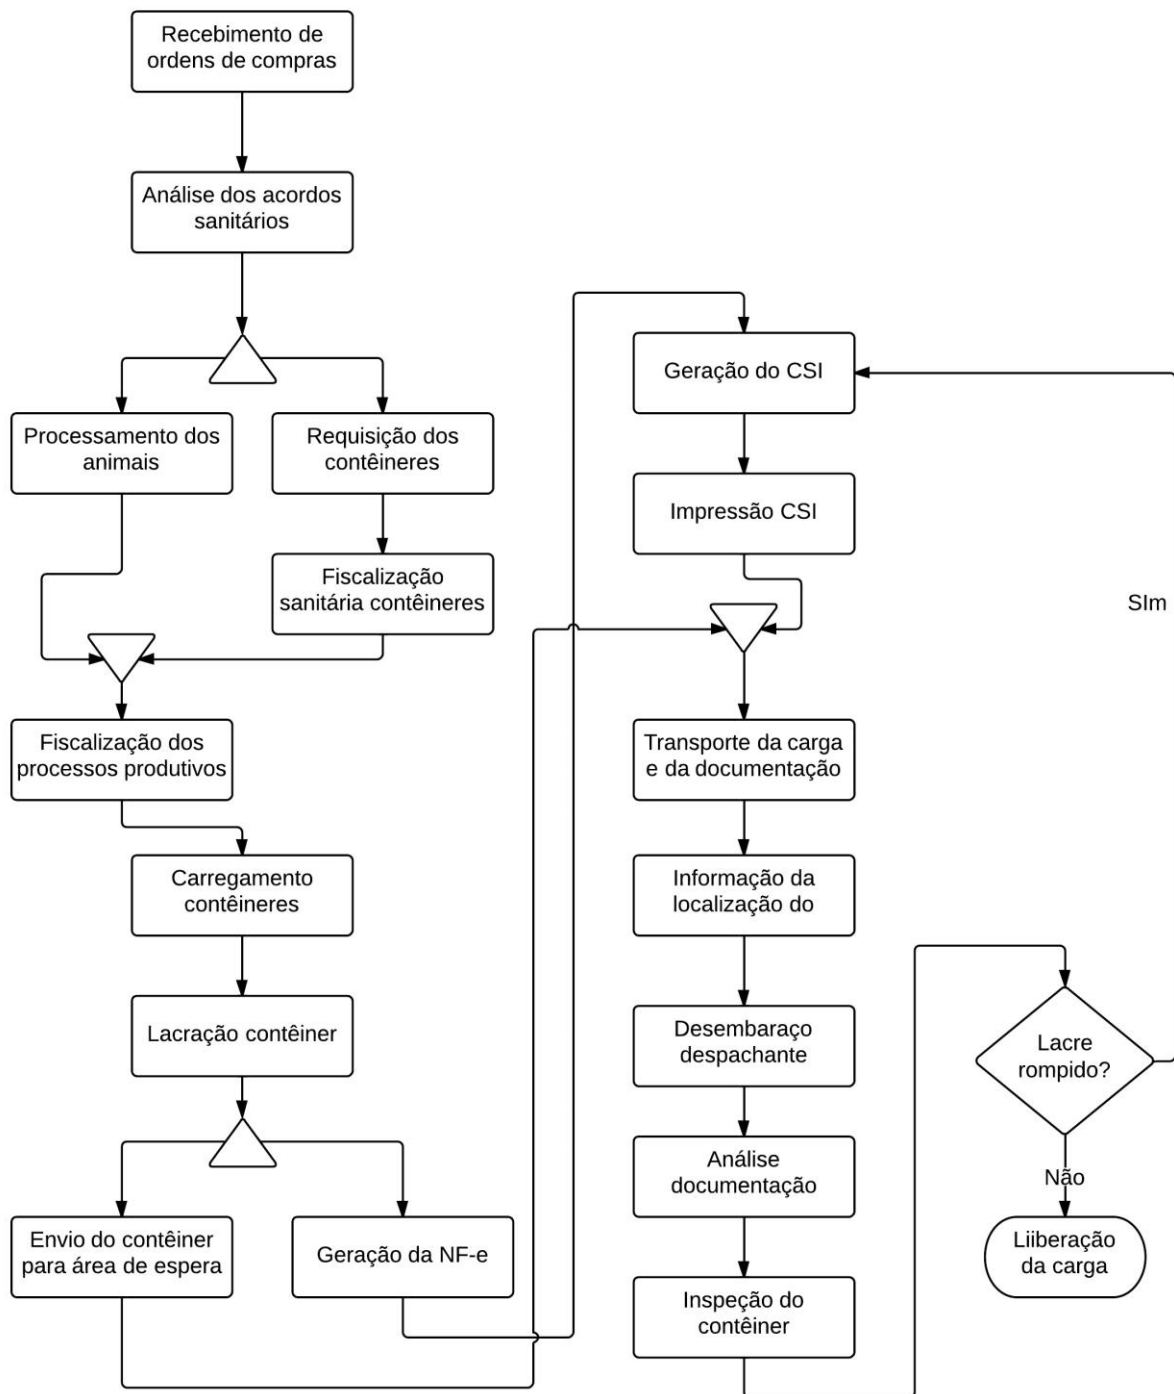 Recebimento de
ordens de compras
Análise dos acordos
sanitários
Processamento dos
animais
Requisição dos
contêineres
Fiscalização
sanitária contêineres
Fiscalização dos
processos produtivos
Carregamento
contêineres
Lacração contêiner
Envio do contêiner
para área de espera
Geração da NF-e
Geração do CSI
Impressão CSI
Transporte da carga
e da documentação
Informação da
localização do
Desembaraço
despachante
Análise
documentação
Inspeção do
contêiner
Lacre
rompido?
SIm
Não
Liiberação
da carga